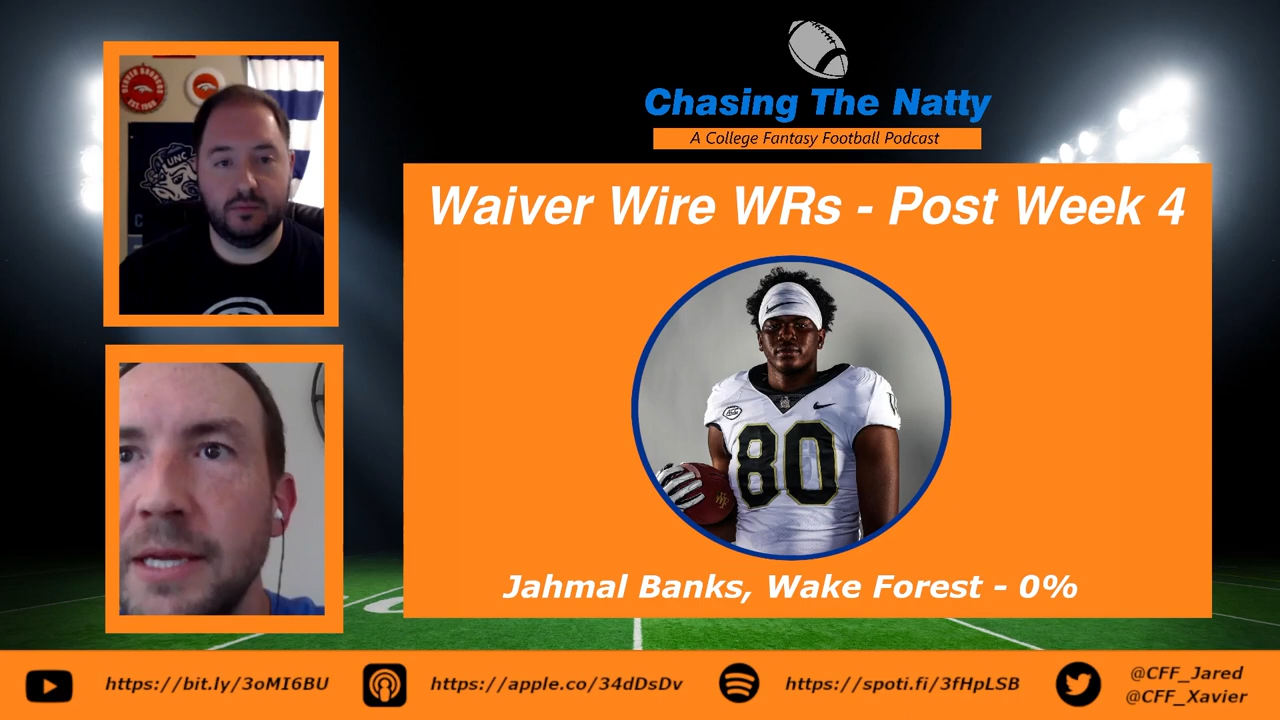 Chasing The Natty
A College Fantasy Football Podcast
Waiver Wire WRs - Post Week 4
80
Jahmal Banks, Wake Forest - 0%
UNC
https://bit.ly/3oMI6BU
https://apple.co/34dDsDv
https://spoti.fi/3fHpLSB
@CFF_Jared
@CFF_Xavier